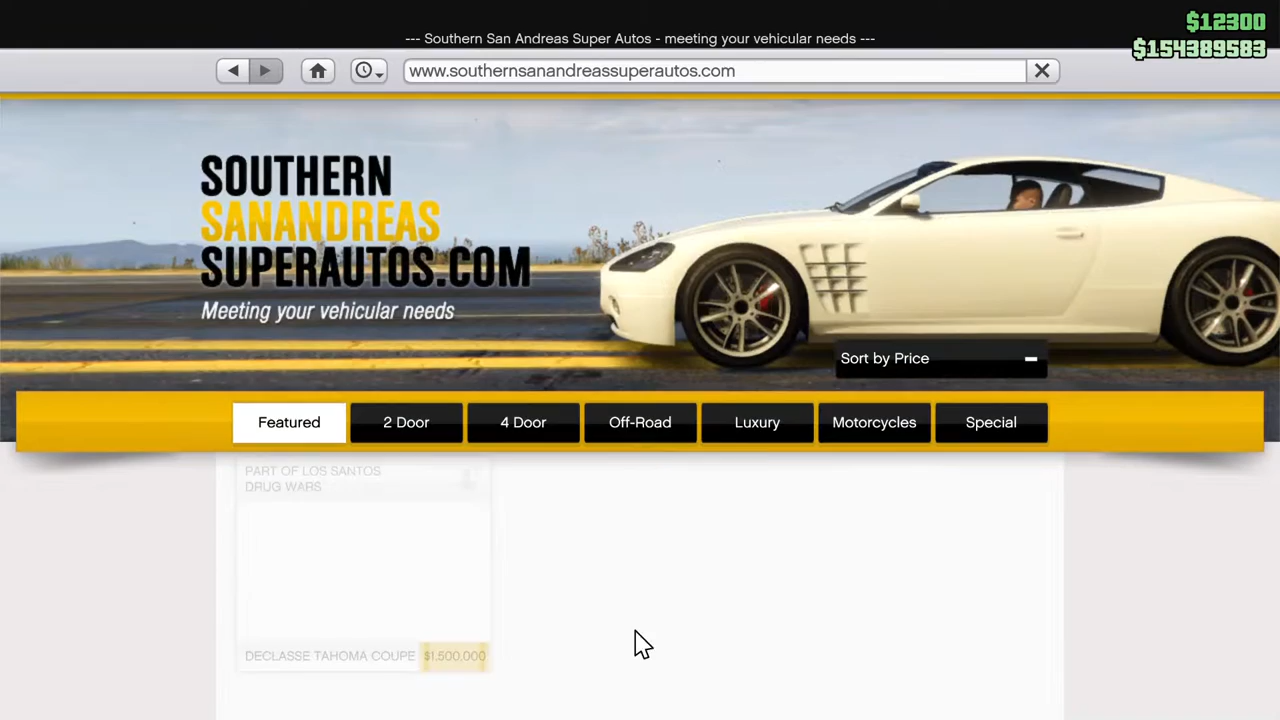 $12300
--- Southern San Andreas Super Autos - meeting your vehicular needs ---
$154389583
www.southernsanandreassuperautos.com
SOUTHERN
SANANDREAS
SUPERAUTOS.COM
Meeting your vehicular needs
Sort by Price
Featured
2 Door
4 Door
Off-Road
Luxury
Motorcycles
Special
PART OF LOS SANTOS
DRUG WARS
DECLASSE TAHOMA COUPE
$1,500,000